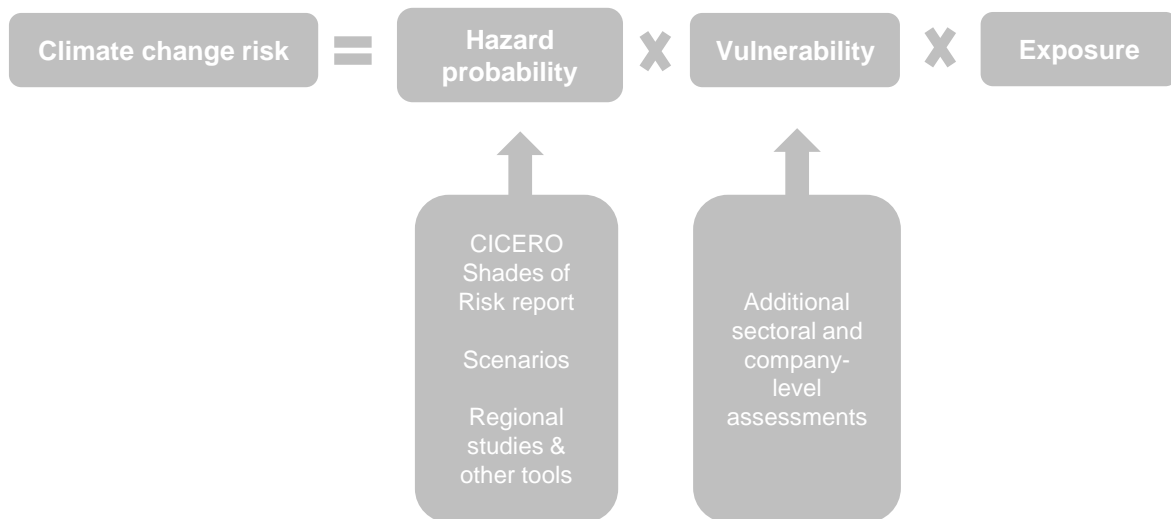 Climate change risk
=
Hazard
probability
x
Vulnerability
x
Exposure
CICERO
Shades of
Risk report
Scenarios
Regional
studies &
other tools
Additional
sectoral and
company-
level
assessments